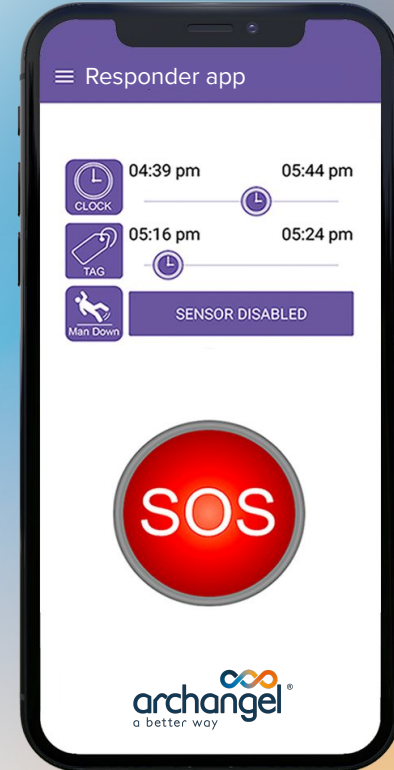 Responder app
04:39 pm 05:44 pm
CLOCK
05:16 pm 05:24 pm
TAG
Man Down
SENSOR DISABLED
SOS
archangel®
a better way